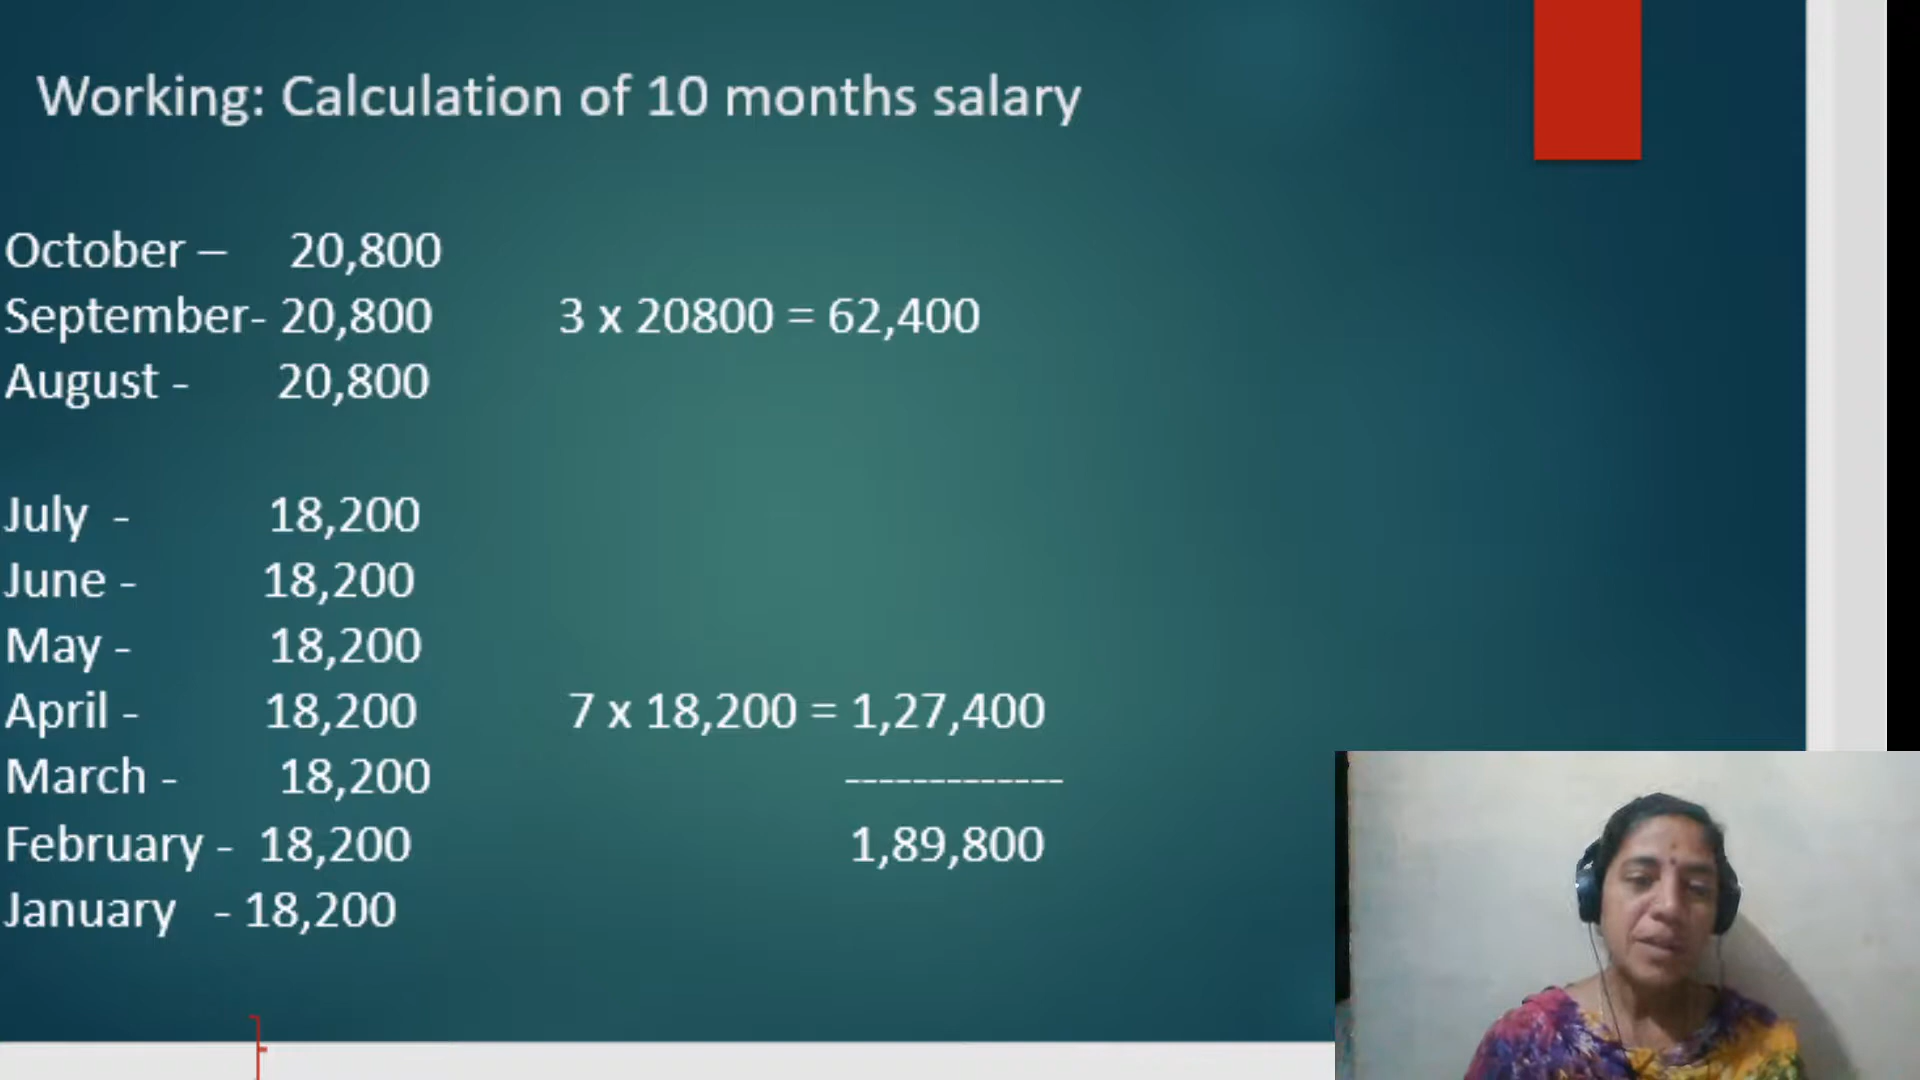 Working: Calculation of 10 months salary
October – 20,800
September- 20,800 3 x 20800 = 62,400
August - 20,800
July - 18,200
June - 18,200
May - 18,200
April - 18,200 7 x 18,200 = 1,27,400
March - 18,200 -------------
February - 18,200 1,89,800
January - 18,200